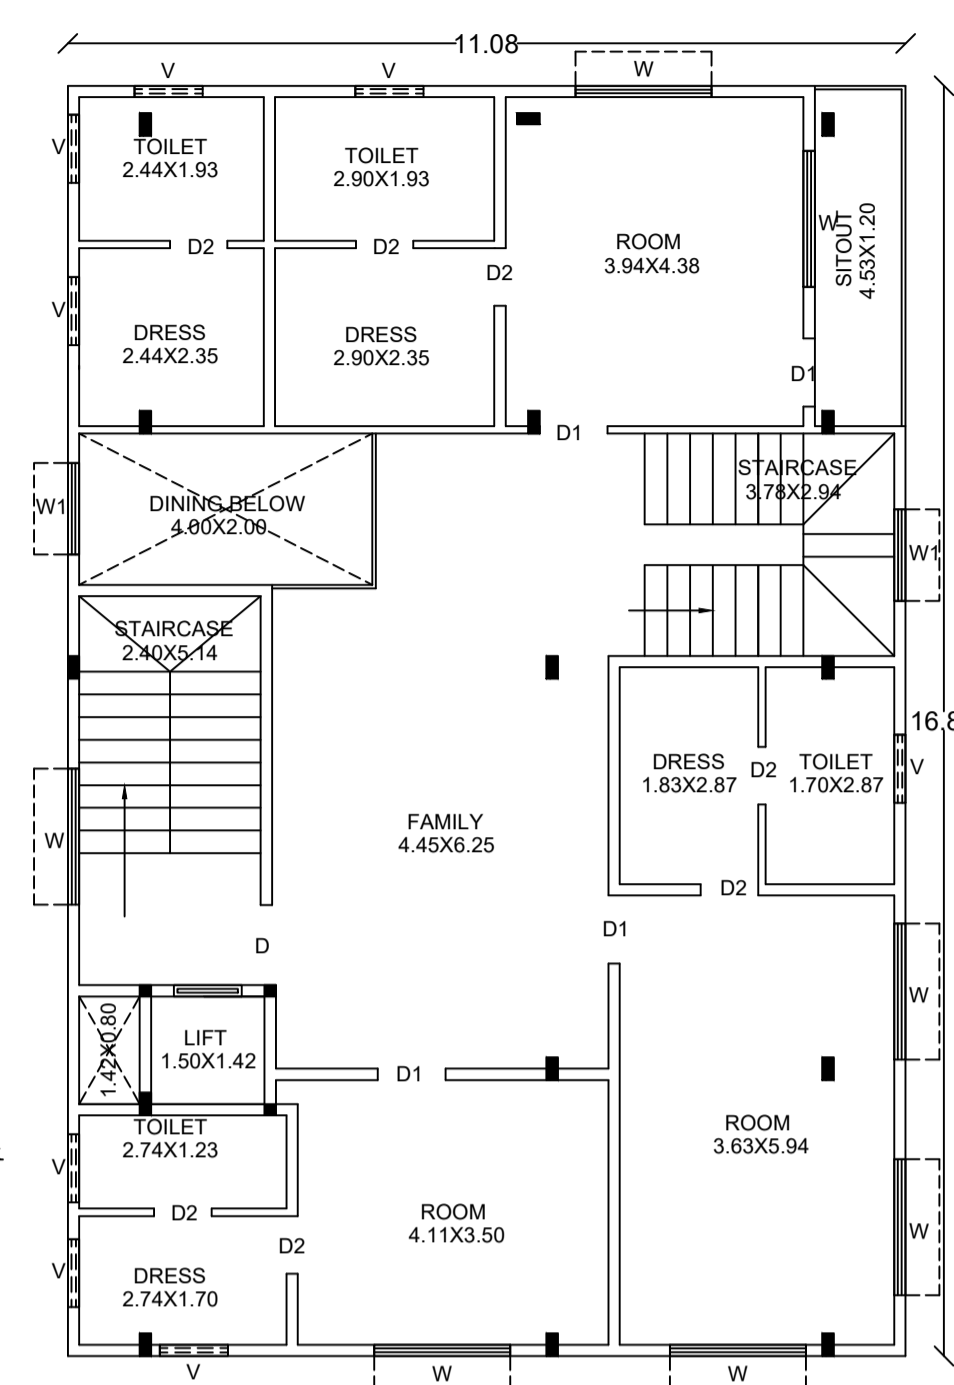 11.08
V
V
W
V
TOILET
2.44X1.93
TOILET
2.90X1.93
W
SITOUT
4.53X1.20
ROOM
3.94X4.38
D2
D2
D2
V
DRESS
2.44X2.35
DRESS
2.90X2.35
D1
D1
STAIRCASE
3.78X2.94
W1
DINING BELOW
4.00X2.00
W1
STAIRCASE
2.40X5.14
16.8
DRESS
1.83X2.87
D2
TOILET
1.70X2.87
V
W
FAMILY
4.45X6.25
D2
D1
D
W
1.42X0.80
LIFT
1.50X1.42
D1
TOILET
2.74X1.23
ROOM
3.63X5.94
V
D2
ROOM
4.11X3.50
W
D2
V
DRESS
2.74X1.70
V
W
W